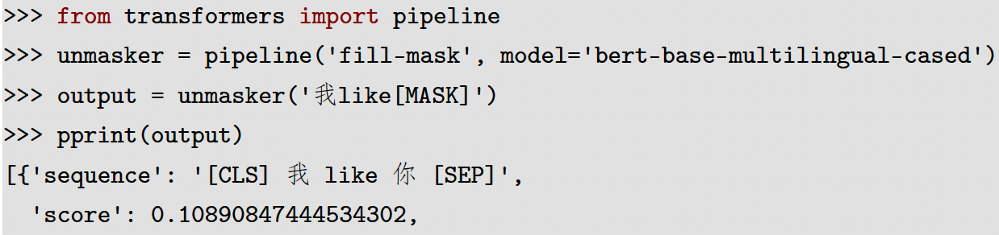 >>> from transformers import pipeline
>>> unmasker = pipeline('fill-mask', model='bert-base-multilingual-cased')
>>> output = unmasker('我like[MASK]')
>>> pprint(output)
[{'sequence': '[CLS] 我 like 你 [SEP]',
  'score': 0.10890847444534302,